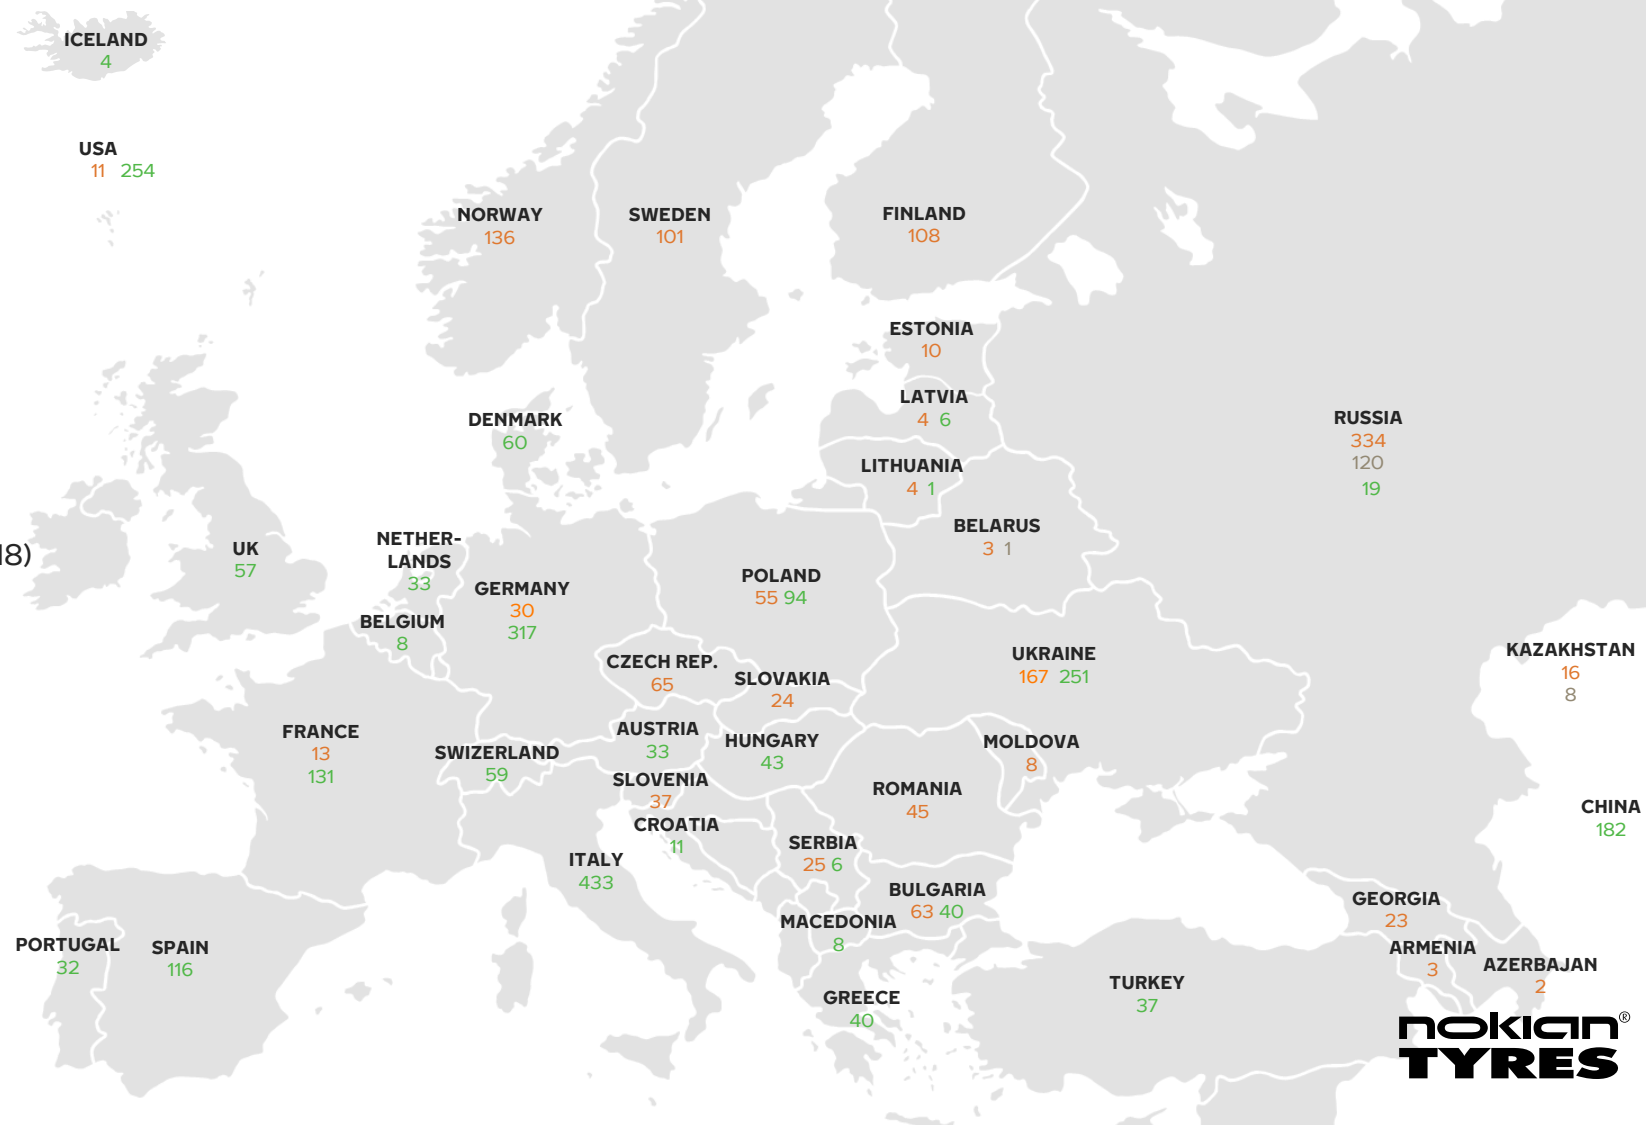 ICELAND
4
USA
11 254
NORWAY
136
SWEDEN
101
FINLAND
108
ESTONIA
10
LATVIA
4 6
LITHUANIA
4 1
DENMARK
60
RUSSIA
334
120
19
BELARUS
3 1
18)
UK
57
NETHER-
LANDS
33
GERMANY
30
317
BELGIUM
8
POLAND
55 94
CZECH REP.
65
SLOVAKIA
24
UKRAINE
167 251
KAZAKHSTAN
16
8
FRANCE
13
131
SWIZERLAND
59
AUSTRIA
33
HUNGARY
43
MOLDOVA
8
SLOVENIA
37
ROMANIA
45
CROATIA
11
SERBIA
25 6
CHINA
182
ITALY
433
BULGARIA
63 40
MACEDONIA
8
GEORGIA
23
PORTUGAL
32
SPAIN
116
ARMENIA
3
AZERBAJAN
2
GREECE
40
TURKEY
37
nokian®
TYRES